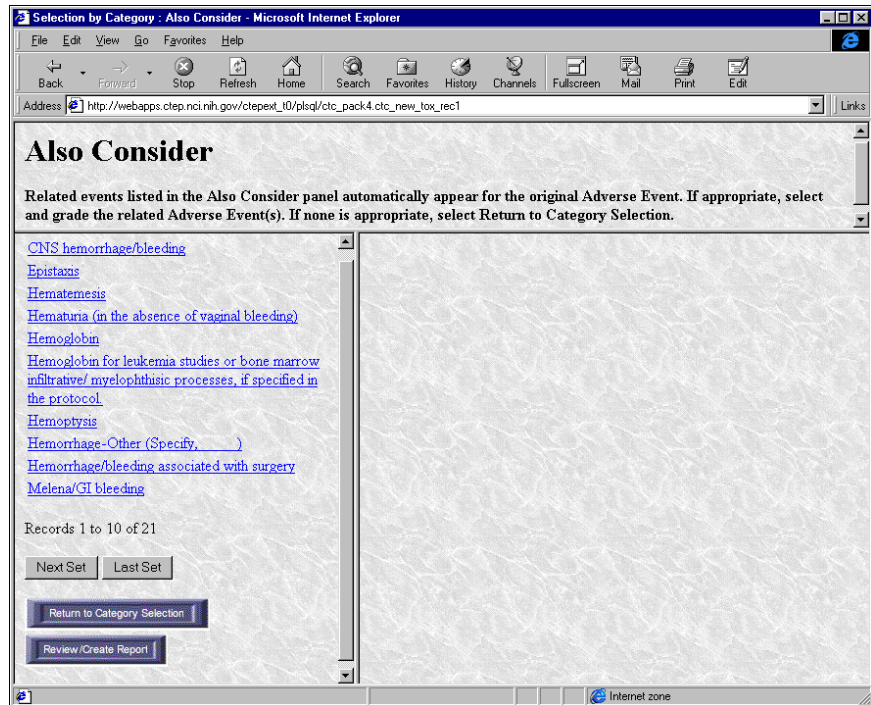 Selection by Category : Also Consider - Microsoft Internet Explorer
File Edit View Go Favorites Help
Back Forward Stop Refresh Home Search Favorites History Channels Fullscreen Mail Print Edit
Address http://webapps.ctep.nci.nih.gov/ctepext_t0/plsql/ctc_pack4.ctc_new_tox_rec1 Links
Also Consider
Related events listed in the Also Consider panel automatically appear for the original Adverse Event. If appropriate, select
and grade the related Adverse Event(s). If none is appropriate, select Return to Category Selection.
CNS hemorrhage/bleeding
Epistaxis
Hematemesis
Hematuria (in the absence of vaginal bleeding)
Hemoglobin
Hemoglobin for leukemia studies or bone marrow
infiltrative/ myelophthisic processes, if specified in
the protocol.
Hemoptysis
Hemorrhage-Other (Specify, ______)
Hemorrhage/bleeding associated with surgery
Melena/GI bleeding
Records 1 to 10 of 21
Next Set Last Set
Return to Category Selection
Review/Create Report
Internet zone